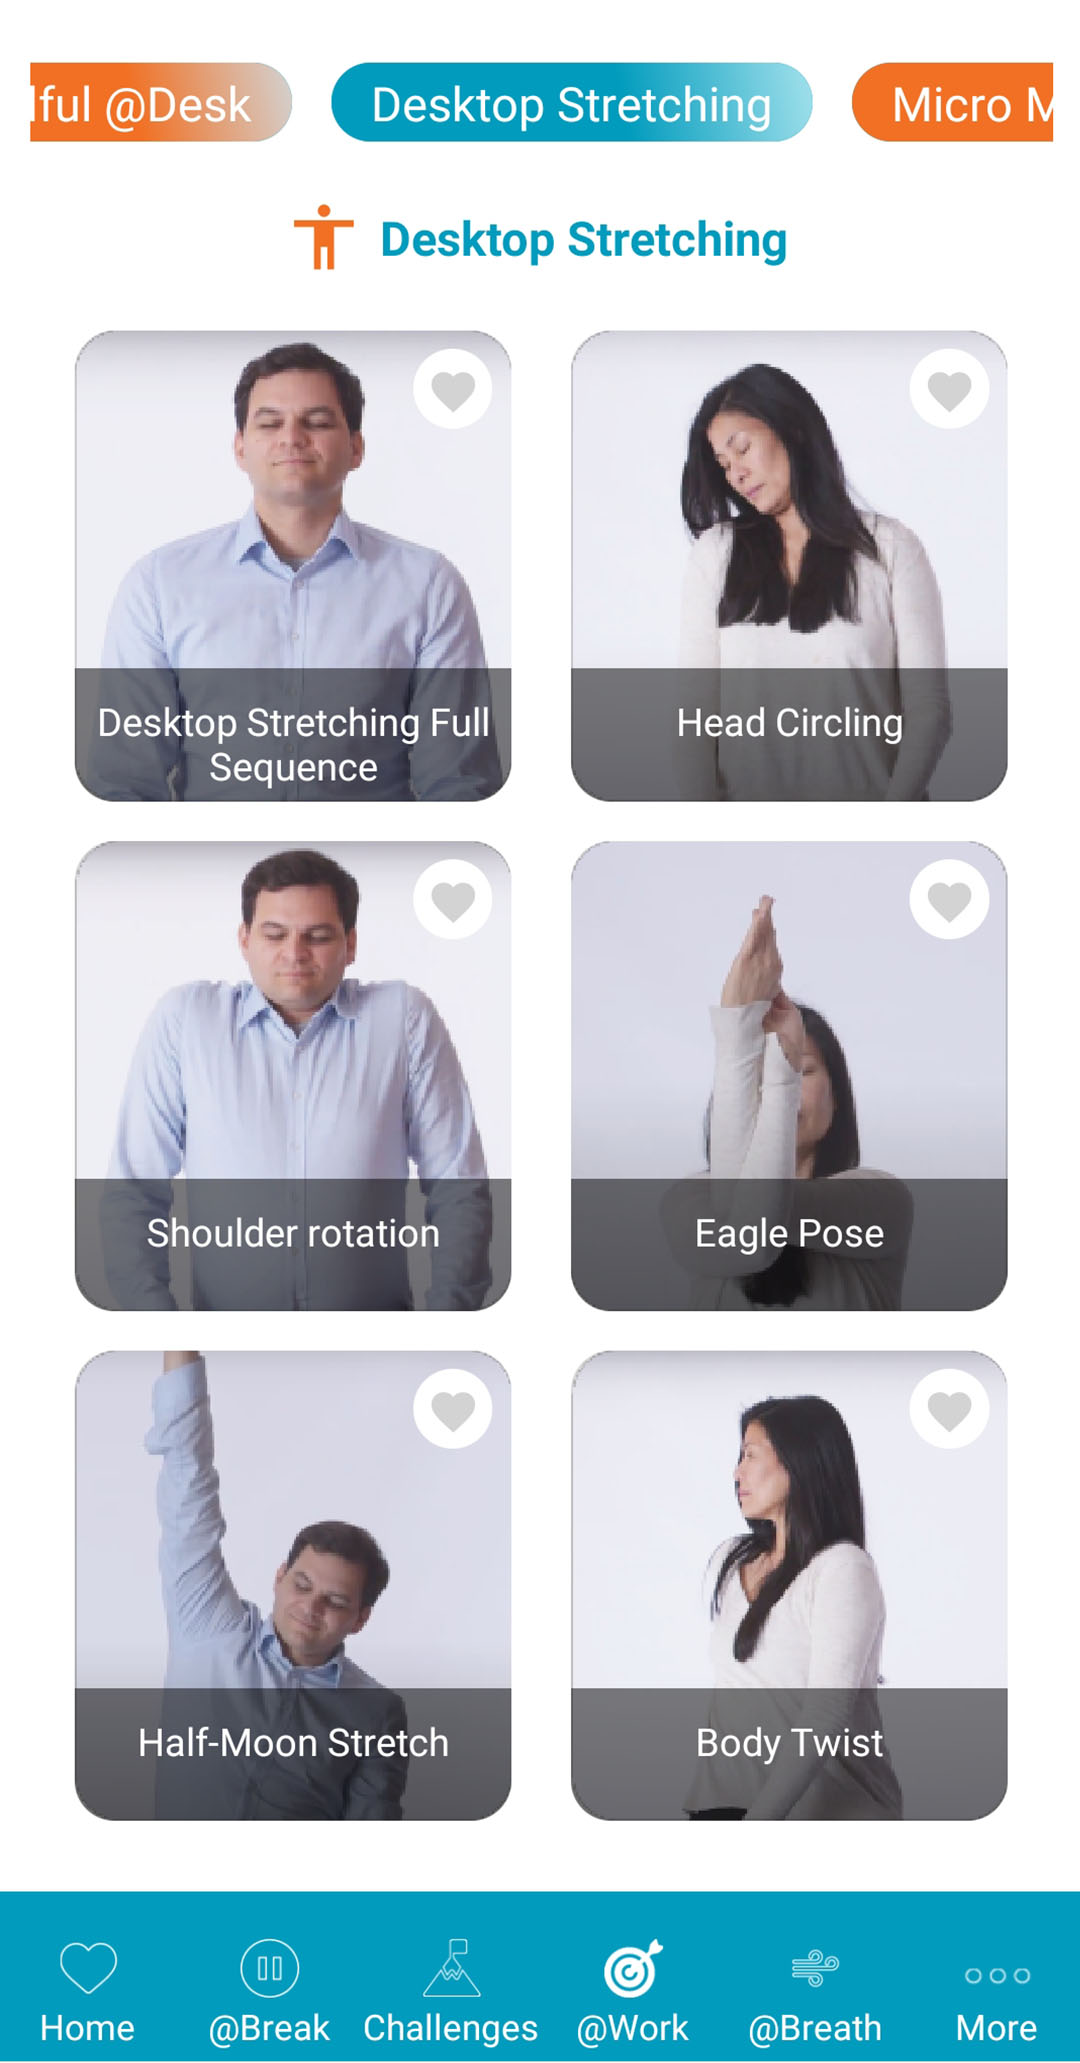 lful @Desk
Desktop Stretching
Micro M
Desktop Stretching
Desktop Stretching Full
Sequence
Head Circling
Shoulder rotation
Eagle Pose
Half-Moon Stretch
Body Twist
Home
@Break
Challenges
@Work
@Breath
More